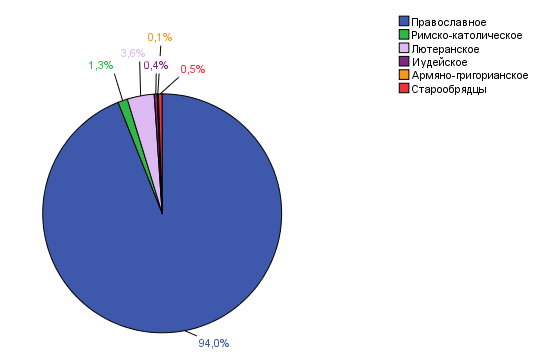 0,1%
3,6%
1,3%
0,4%
0,5%
94,0%
Православное
Римско-католическое
Лютеранское
Иудейское
Армяно-григорианское
Старообрядцы